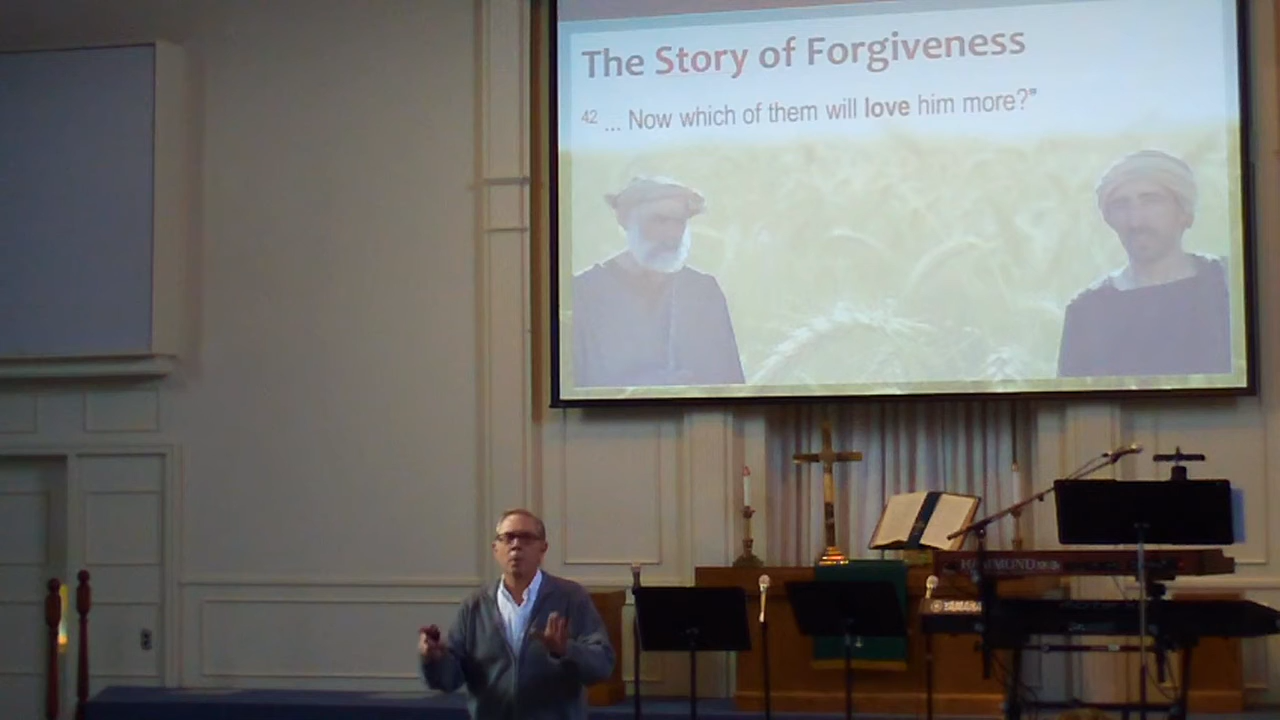 The Story of Forgiveness
42 ... Now which of them will love him more?"
HAMMOND
YAMAHA